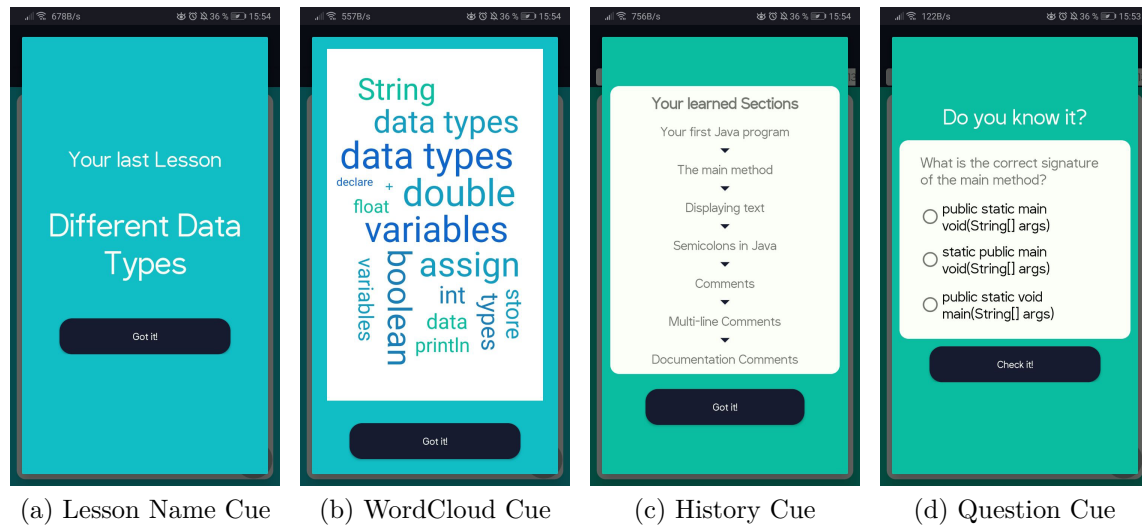 678B/s 36 % 15:54
Your last Lesson
Different Data
Types
Got it!
(a) Lesson Name Cue
557B/s 36 % 15:54
String
data types
data types
declare + double
float
variables
variables
boolean
assign
int
types
store
data
println
Got it!
(b) WordCloud Cue
756B/s 36 % 15:54
Your learned Sections
Your first Java program
The main method
Displaying text
Semicolons in Java
Comments
Multi-line Comments
Documentation Comments
Got it!
(c) History Cue
122B/s 36 % 15:53
Do you know it?
What is the correct signature
of the main method?
public static main
void(String[] args)
static public main
void(String[] args)
public static void
main(String[] args)
Check it!
(d) Question Cue